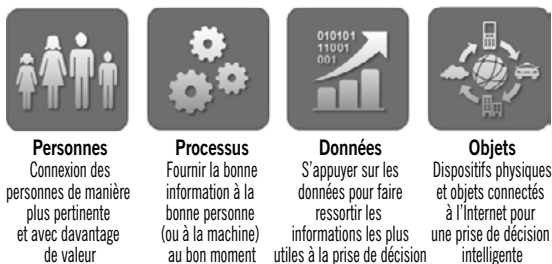 010101
11001
001
Personnes
Connexion des
personnes de manière
plus pertinente
et avec davantage
de valeur
Processus
Fournir la bonne
information à la
bonne personne
(ou à la machine)
au bon moment
Données
S'appuyer sur les
données pour faire
ressortir les
informations les plus
utiles à la prise de décision
Objets
Dispositifs physiques
et objets connectés
à l'Internet pour
une prise de décision
intelligente